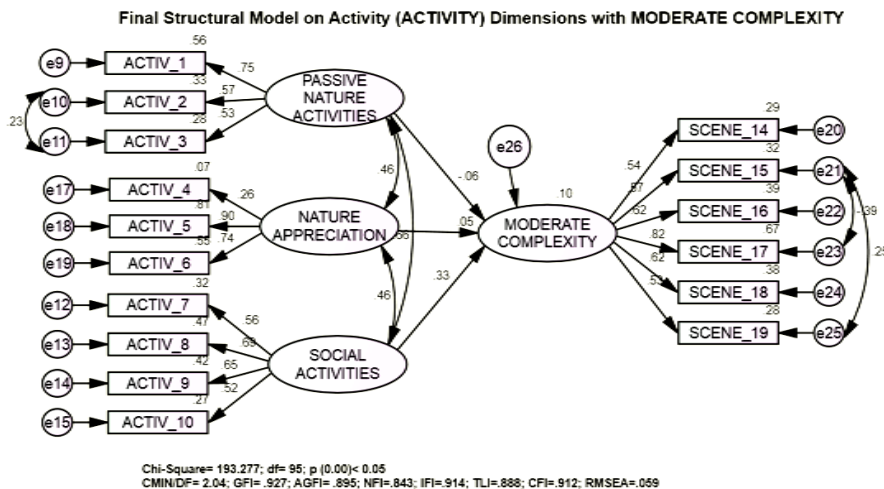 Final Structural Model on Activity (ACTIVITY) Dimensions with MODERATE COMPLEXITY
.56
e9
ACTIV_1
.75
.33
e10
ACTIV_2
.57
.23
.53
.28
e11
ACTIV_3
PASSIVE
NATURE
ACTIVITIES
.07
e17
ACTIV_4
.26
.81
e18
ACTIV_5
.90
.74
.55
e19
ACTIV_6
NATURE
APPRECIATION
.32
e12
ACTIV_7
.56
.47
e13
ACTIV_8
.69
.42
e14
ACTIV_9
.65
.52
.27
e15
ACTIV_10
SOCIAL
ACTIVITIES
.46
.46
-.06
.05
.33
e26
.10
MODERATE
COMPLEXITY
.29
SCENE_14
e20
.54
.32
SCENE_15
e21
.39
SCENE_16
e22
.62
.67
SCENE_17
e23
.82
.38
SCENE_18
e24
.62
.28
SCENE_19
e25
-.39
Chi-Square= 193.277; df= 95; p (0.00)< 0.05
CMIN/DF= 2.04; GFI= .927; AGFI= .895; NFI=.843; IFI=.914; TLI=.888; CFI=.912; RMSEA=.059